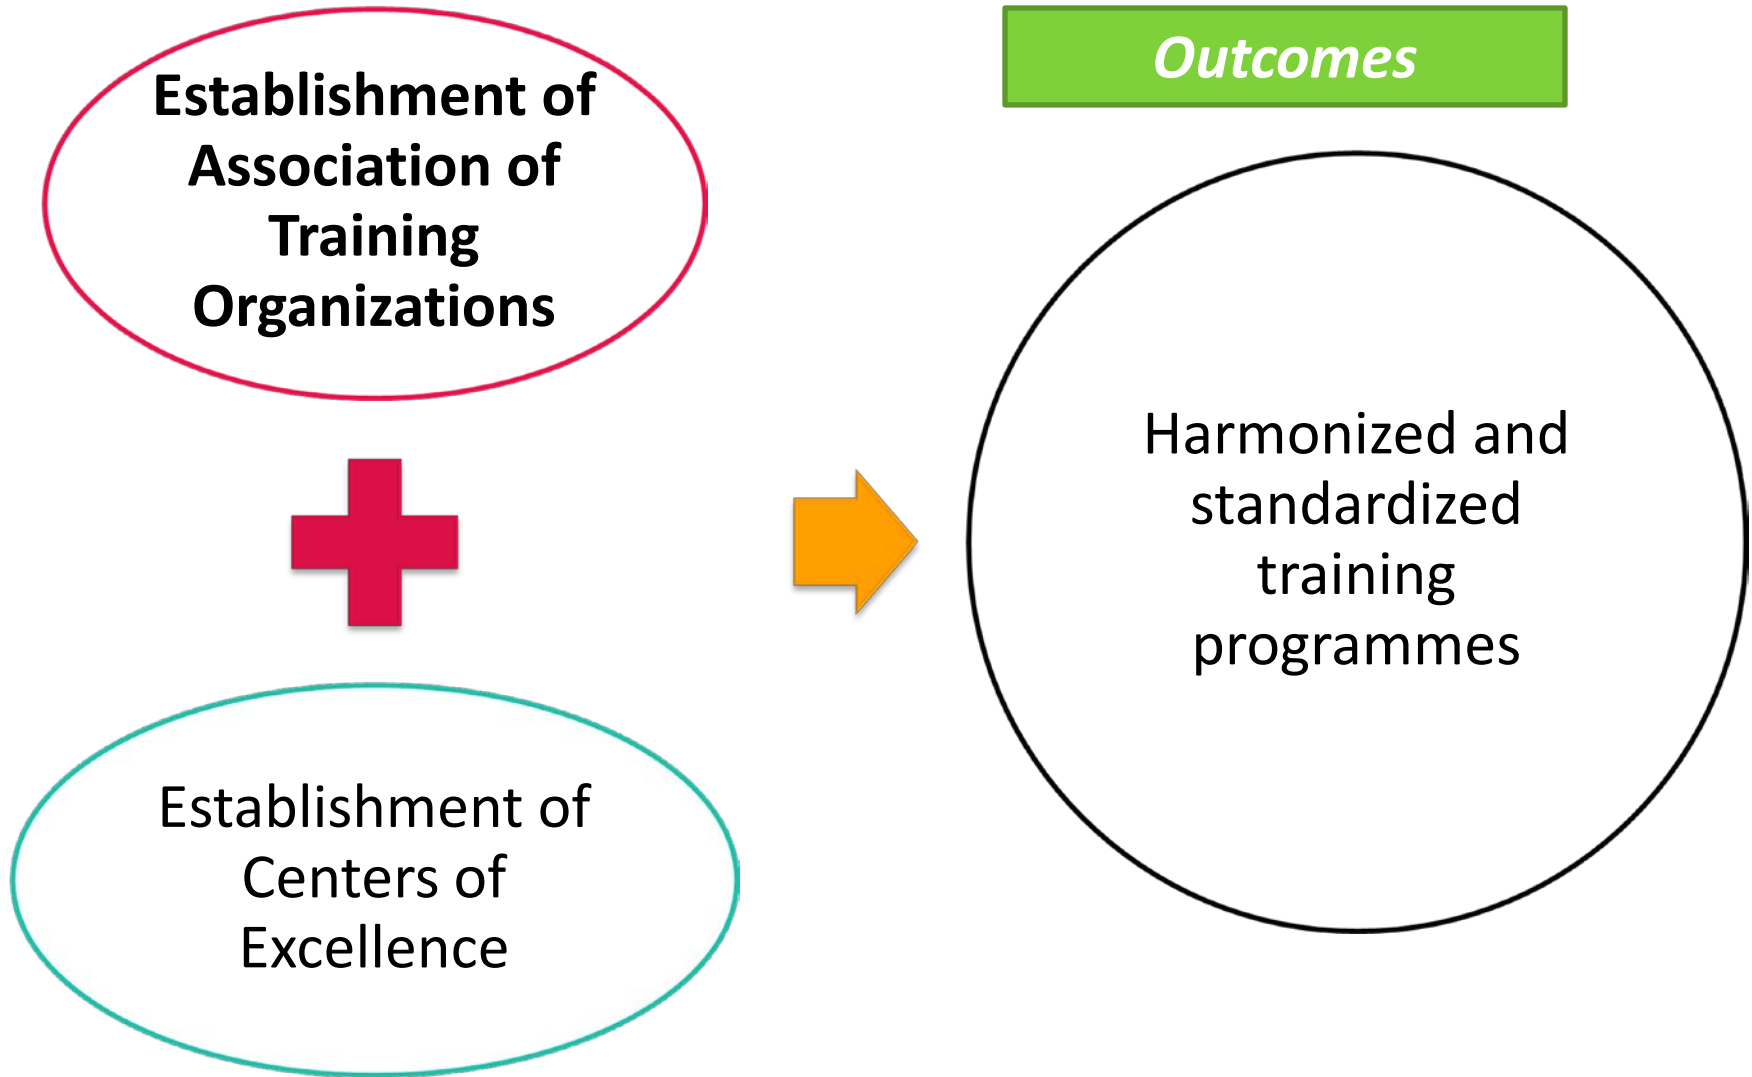 Establishment of
Association of
Training
Organizations
Establishment of
Centers of
Excellence
Outcomes
Harmonized and
standardized
training
programmes